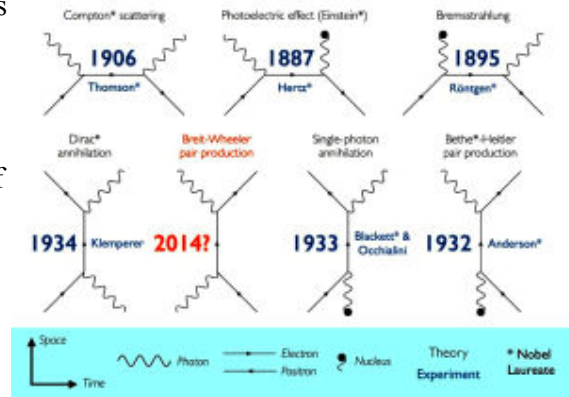 s
Compton* scattering
Photoelectric effect (Einstein*)
Bremsstrahlung
1906
1887
1895
Thomson*
Hertz*
Röntgen*
Dirac*
annihilation
Breit-Wheeler
pair production
Single-photon
annihilation
Bethe*-Heitler
pair production
f
1934
Klemperer
2014?
1933
Blackett* &
Occhialini
1932
Anderson*
Space
Time
Photon
Electron
Positron
Nucleus
Theory
Experiment
* Nobel
Laureate